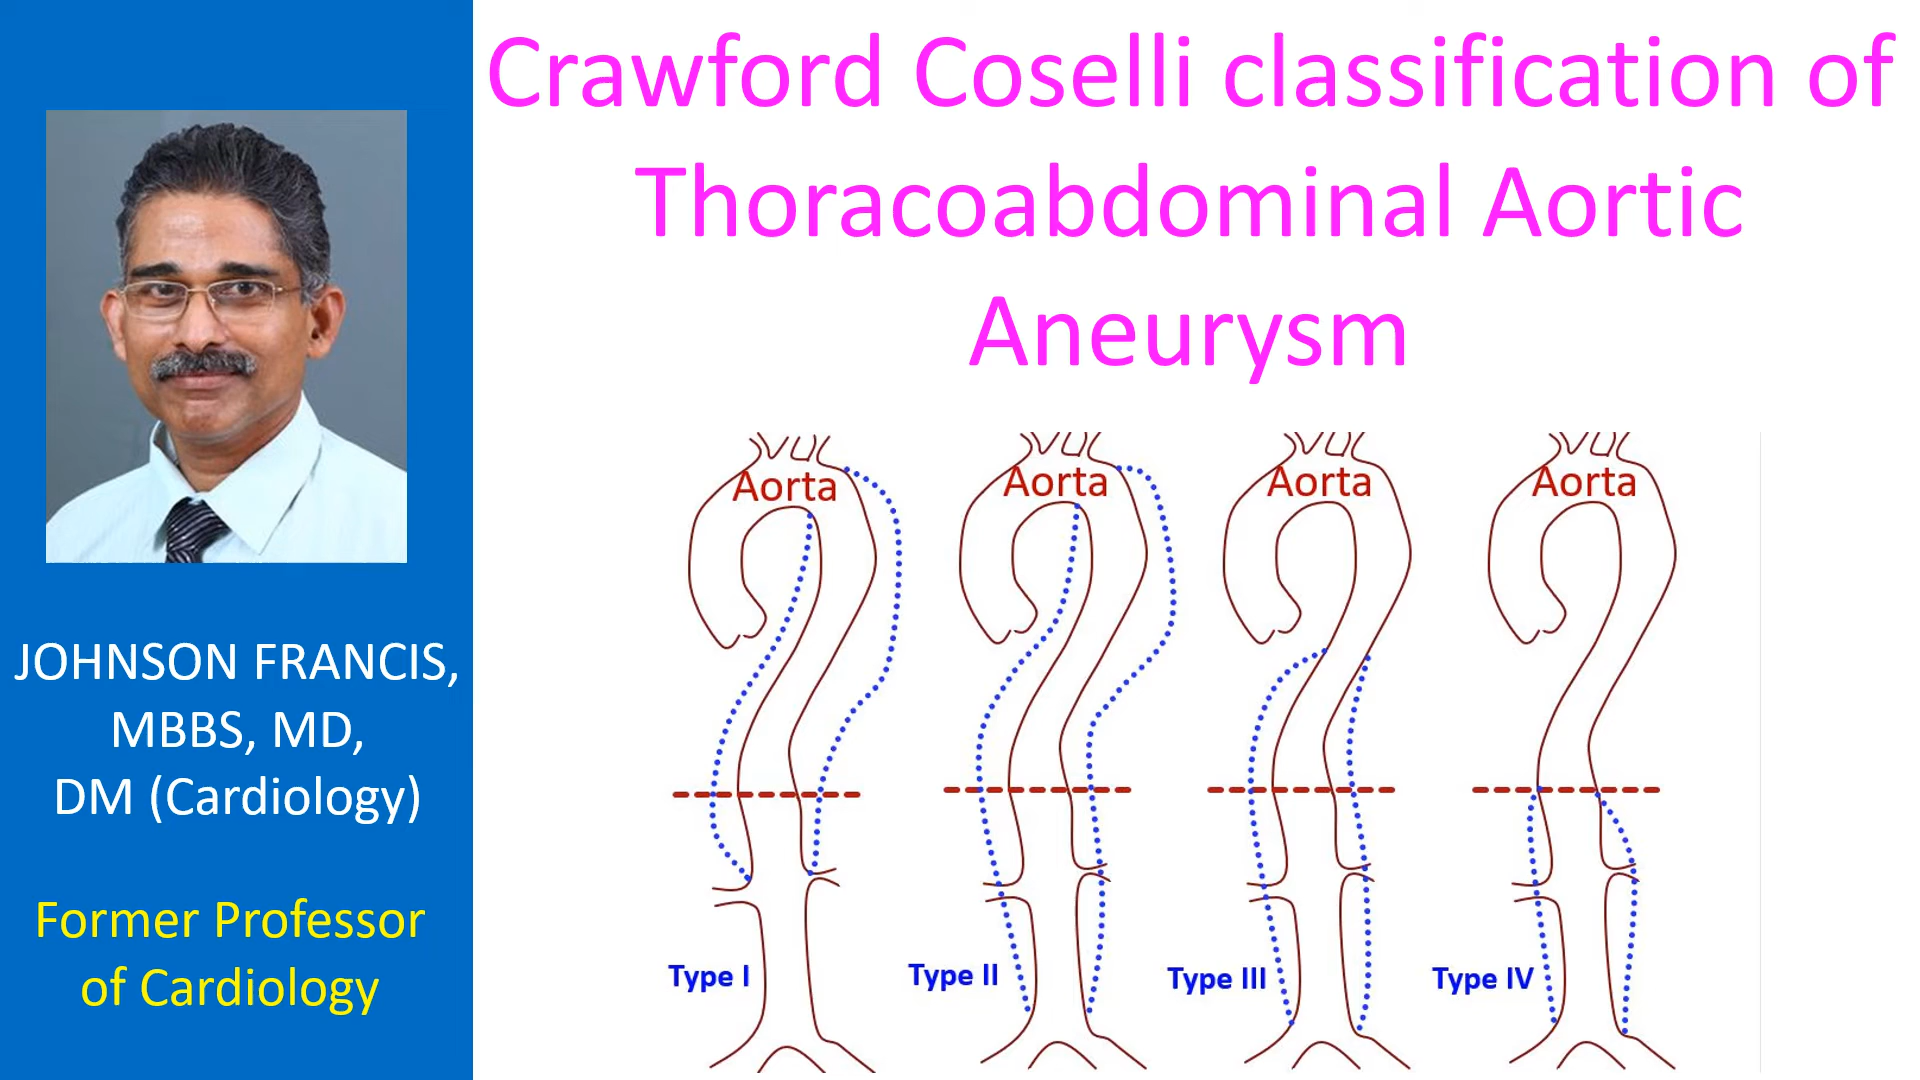 Crawford Coselli classification of
Thoracoabdominal Aortic
Aneurysm
JOHNSON FRANCIS,
MBBS, MD,
DM (Cardiology)
Former Professor
of Cardiology
Aorta
Aorta
Aorta
Aorta
Type I
Type II
Type III
Type IV